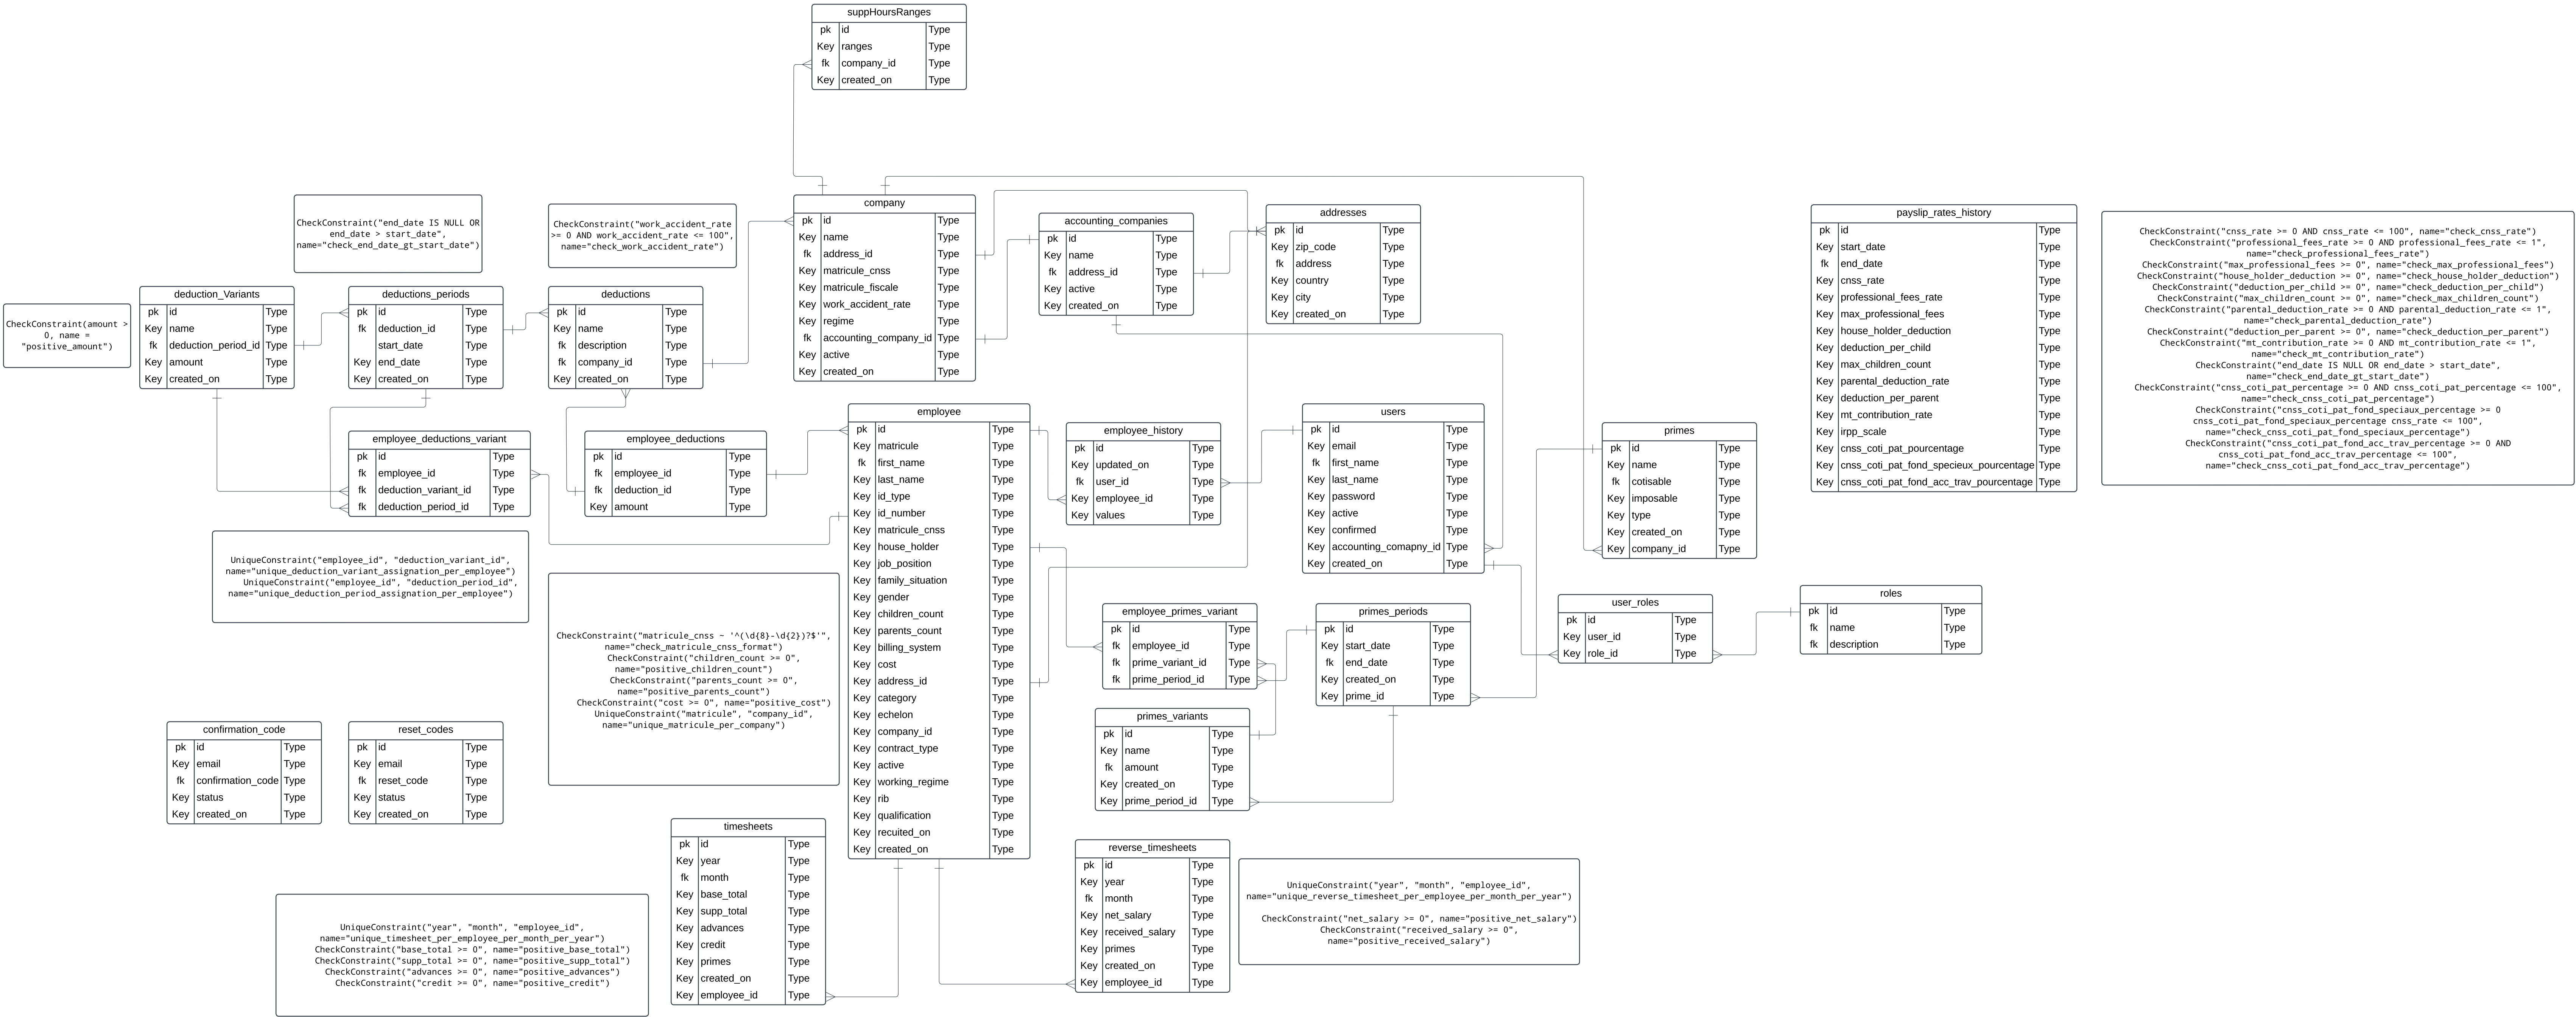 suppHoursRanges
pk id Type
Key ranges Type
fk company_id Type
Key created_on Type
CheckConstraint("end_date IS NULL OR
end_date > start_date",
name="check_end_date_gt_start_date")
CheckConstraint("work_accident_rate
>= 0 AND work_accident_rate <= 100",
name="check_work_accident_rate")
company
pk id Type
Key name Type
fk address_id Type
Key matricule_cnss Type
Key matricule_fiscale Type
Key work_accident_rate Type
Key regime Type
fk accounting_company_id Type
Key active Type
Key created_on Type
accounting_companies
pk id Type
Key name Type
fk address_id Type
Key active Type
Key created_on Type
addresses
pk id Type
Key zip_code Type
fk address Type
Key country Type
Key city Type
Key created_on Type
payslip_rates_history
pk id Type
Key start_date Type
fk end_date Type
Key cnss_rate Type
Key professional_fees_rate Type
Key max_professional_fees Type
Key house_holder_deduction Type
Key deduction_per_child Type
Key max_children_count Type
Key parental_deduction_rate Type
Key deduction_per_parent Type
Key mt_contribution_rate Type
Key irpp_scale Type
Key cnss_coti_pat_pourcentage Type
Key cnss_coti_pat_fond_specieux_pourcentage Type
Key cnss_coti_pat_fond_acc_trav_pourcentage Type
CheckConstraint("cnss_rate >= 0 AND cnss_rate <= 100", name="check_cnss_rate")
CheckConstraint("professional_fees_rate >= 0 AND professional_fees_rate <= 1",
name="check_professional_fees_rate")
CheckConstraint("max_professional_fees >= 0", name="check_max_professional_fees")
CheckConstraint("house_holder_deduction >= 0", name="check_house_holder_deduction")
CheckConstraint("deduction_per_child >= 0", name="check_deduction_per_child")
CheckConstraint("max_children_count >= 0", name="check_max_children_count")
CheckConstraint("parental_deduction_rate >= 0 AND parental_deduction_rate <= 1",
name="check_parental_deduction_rate")
CheckConstraint("deduction_per_parent >= 0", name="check_deduction_per_parent")
CheckConstraint("mt_contribution_rate >= 0 AND mt_contribution_rate <= 1",
name="check_mt_contribution_rate")
CheckConstraint("end_date IS NULL OR end_date > start_date",
name="check_end_date_gt_start_date")
CheckConstraint("cnss_coti_pat_percentage >= 0 AND cnss_coti_pat_percentage <= 100",
name="check_cnss_coti_pat_percentage")
CheckConstraint("cnss_coti_pat_fond_speciaux_percentage >= 0
cnss_coti_pat_fond_speciaux_percentage cnss_rate <= 100",
name="check_cnss_coti_pat_fond_speciaux_percentage")
CheckConstraint("cnss_coti_pat_fond_acc_trav_percentage >= 0 AND
cnss_coti_pat_fond_acc_trav_percentage <= 100",
name="check_cnss_coti_pat_fond_acc_trav_percentage")
CheckConstraint(amount >
0, name =
"positive_amount")
deduction_Variants
pk id Type
Key name Type
fk deduction_period_id Type
Key amount Type
Key created_on Type
deductions_periods
pk id Type
fk deduction_id Type
start_date Type
Key end_date Type
Key created_on Type
deductions
pk id Type
Key name Type
fk description Type
fk company_id Type
Key created_on Type
employee_deductions_variant
pk id Type
fk employee_id Type
fk deduction_variant_id Type
fk deduction_period_id Type
employee_deductions
pk id Type
fk employee_id Type
fk deduction_id Type
Key amount Type
employee
pk id Type
Key matricule Type
fk first_name Type
Key last_name Type
Key id_type Type
Key id_number Type
Key matricule_cnss Type
Key house_holder Type
Key job_position Type
Key family_situation Type
Key gender Type
Key children_count Type
Key parents_count Type
Key billing_system Type
Key cost Type
Key address_id Type
Key category Type
Key echelon Type
Key company_id Type
Key contract_type Type
Key active Type
Key working_regime Type
Key rib Type
Key qualification Type
Key recuited_on Type
Key created_on Type
employee_history
pk id Type
Key updated_on Type
fk user_id Type
Key employee_id Type
Key values Type
users
pk id Type
Key email Type
fk first_name Type
Key last_name Type
Key password Type
Key active Type
Key confirmed Type
Key accounting_comapny_id Type
Key created_on Type
primes
pk id Type
Key name Type
fk cotisable Type
Key imposable Type
Key type Type
Key created_on Type
Key company_id Type
UniqueConstraint("employee_id", "deduction_variant_id",
name="unique_deduction_variant_assignation_per_employee")
UniqueConstraint("employee_id", "deduction_period_id",
name="unique_deduction_period_assignation_per_employee")
CheckConstraint("matricule_cnss ~ '^(\d{8}-\d{2})?$'",
name="check_matricule_cnss_format")
CheckConstraint("children_count >= 0",
name="positive_children_count")
CheckConstraint("parents_count >= 0",
name="positive_parents_count")
CheckConstraint("cost >= 0", name="positive_cost")
UniqueConstraint("matricule", "company_id",
name="unique_matricule_per_company")
employee_primes_variant
pk id Type
fk employee_id Type
fk prime_variant_id Type
fk prime_period_id Type
primes_periods
pk id Type
Key start_date Type
fk end_date Type
Key created_on Type
Key prime_id Type
user_roles
pk id Type
Key user_id Type
Key role_id Type
roles
pk id Type
fk name Type
fk description Type
primes_variants
pk id Type
Key name Type
fk amount Type
Key created_on Type
Key prime_period_id Type
confirmation_code
pk id Type
Key email Type
fk confirmation_code Type
Key status Type
Key created_on Type
reset_codes
pk id Type
Key email Type
fk reset_code Type
Key status Type
Key created_on Type
timesheets
pk id Type
Key year Type
fk month Type
Key base_total Type
Key supp_total Type
Key advances Type
Key credit Type
Key primes Type
Key created_on Type
Key employee_id Type
reverse_timesheets
pk id Type
Key year Type
fk month Type
Key net_salary Type
Key received_salary Type
Key primes Type
Key created_on Type
Key employee_id Type
UniqueConstraint("year", "month", "employee_id",
name="unique_reverse_timesheet_per_employee_per_month_per_year")
CheckConstraint("net_salary >= 0", name="positive_net_salary")
CheckConstraint("received_salary >= 0",
name="positive_received_salary")
UniqueConstraint("year", "month", "employee_id",
name="unique_timesheet_per_employee_per_month_per_year")
CheckConstraint("base_total >= 0", name="positive_base_total")
CheckConstraint("supp_total >= 0", name="positive_supp_total")
CheckConstraint("advances >= 0", name="positive_advances")
CheckConstraint("credit >= 0", name="positive_credit")